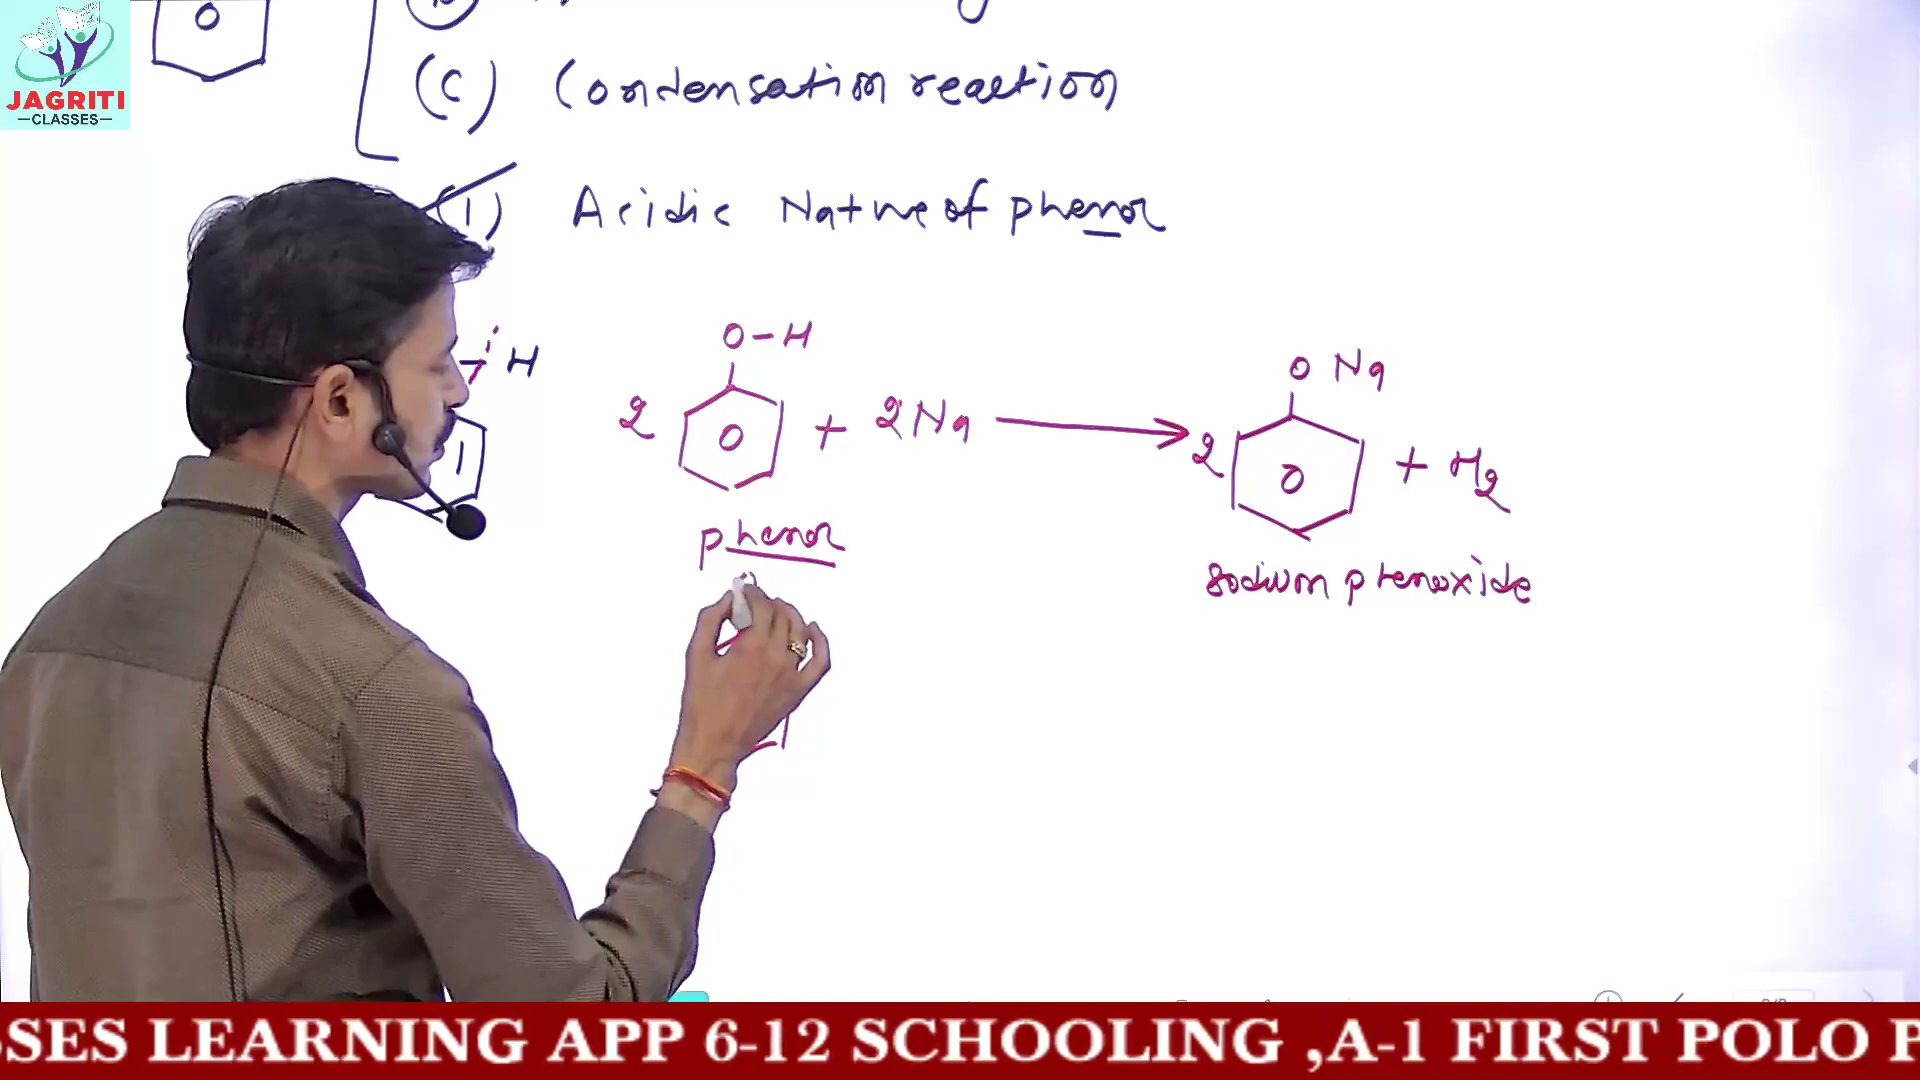 JAGRITI
CLASSES
(C) Condensation reaction
(1) Acidic Nature of phenol
H
O-H
O Na
2 + 2Na → 2 + H2
phenol
sodium phenoxide
SSES LEARNING APP 6-12 SCHOOLING ,A-1 FIRST POLO P